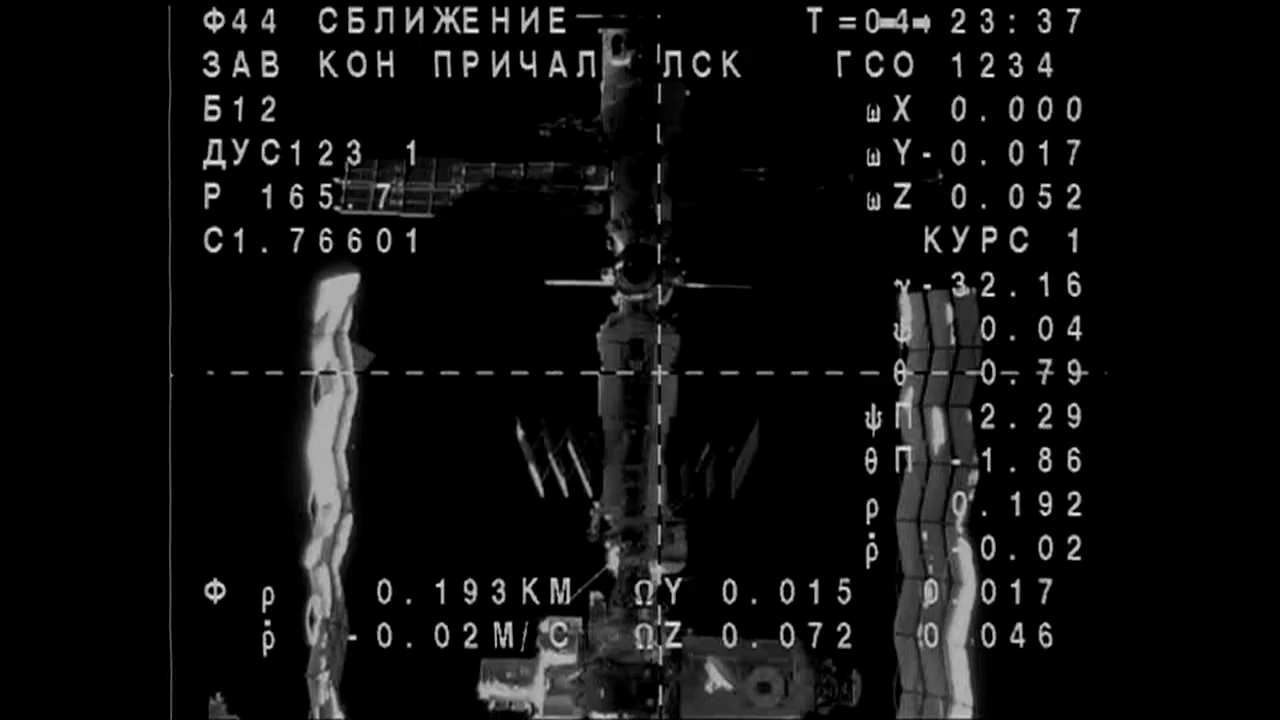 Ф44 СБЛИЖЕНИЕ 23:37
ЗАВ КОН ПРИЧАЛ ЛСК ГСО 1234
Б12 ωX 0.000
ДУС123 1 ωY-0.017
Р 165.7 ωZ 0.052
С1.76601 КУРС 1
γ-32.16
ψ 0.04
θ 0.79
ψП 2.29
θП -1.86
ρ 0.192
ρ̇ 0.02
Ф ρ 0.193КМ ΩY 0.015 0.017
ρ̇ -0.02М/С ΩZ 0.072 0.046